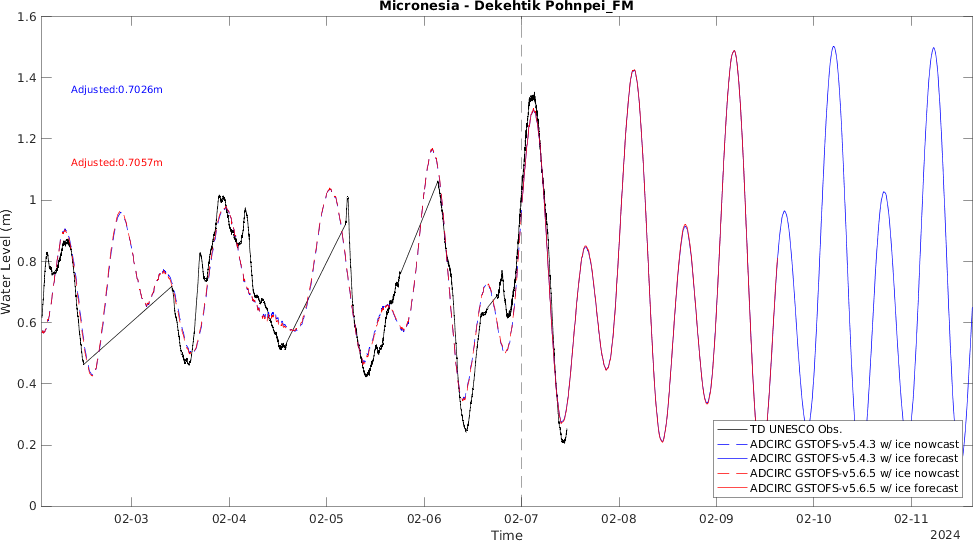 Micronesia - Dekehtik Pohnpei_FM
1.6
1.4
1.2
1
0.8
0.6
0.4
0.2
0
Water Level (m)
Adjusted:0.7026m
Adjusted:0.7057m
TD UNESCO Obs.
ADCIRC GSTOFS-v5.4.3 w/ ice nowcast
ADCIRC GSTOFS-v5.4.3 w/ ice forecast
ADCIRC GSTOFS-v5.6.5 w/ ice nowcast
ADCIRC GSTOFS-v5.6.5 w/ ice forecast
02-03 02-04 02-05 02-06 02-07 02-08 02-09 02-10 02-11
Time
2024